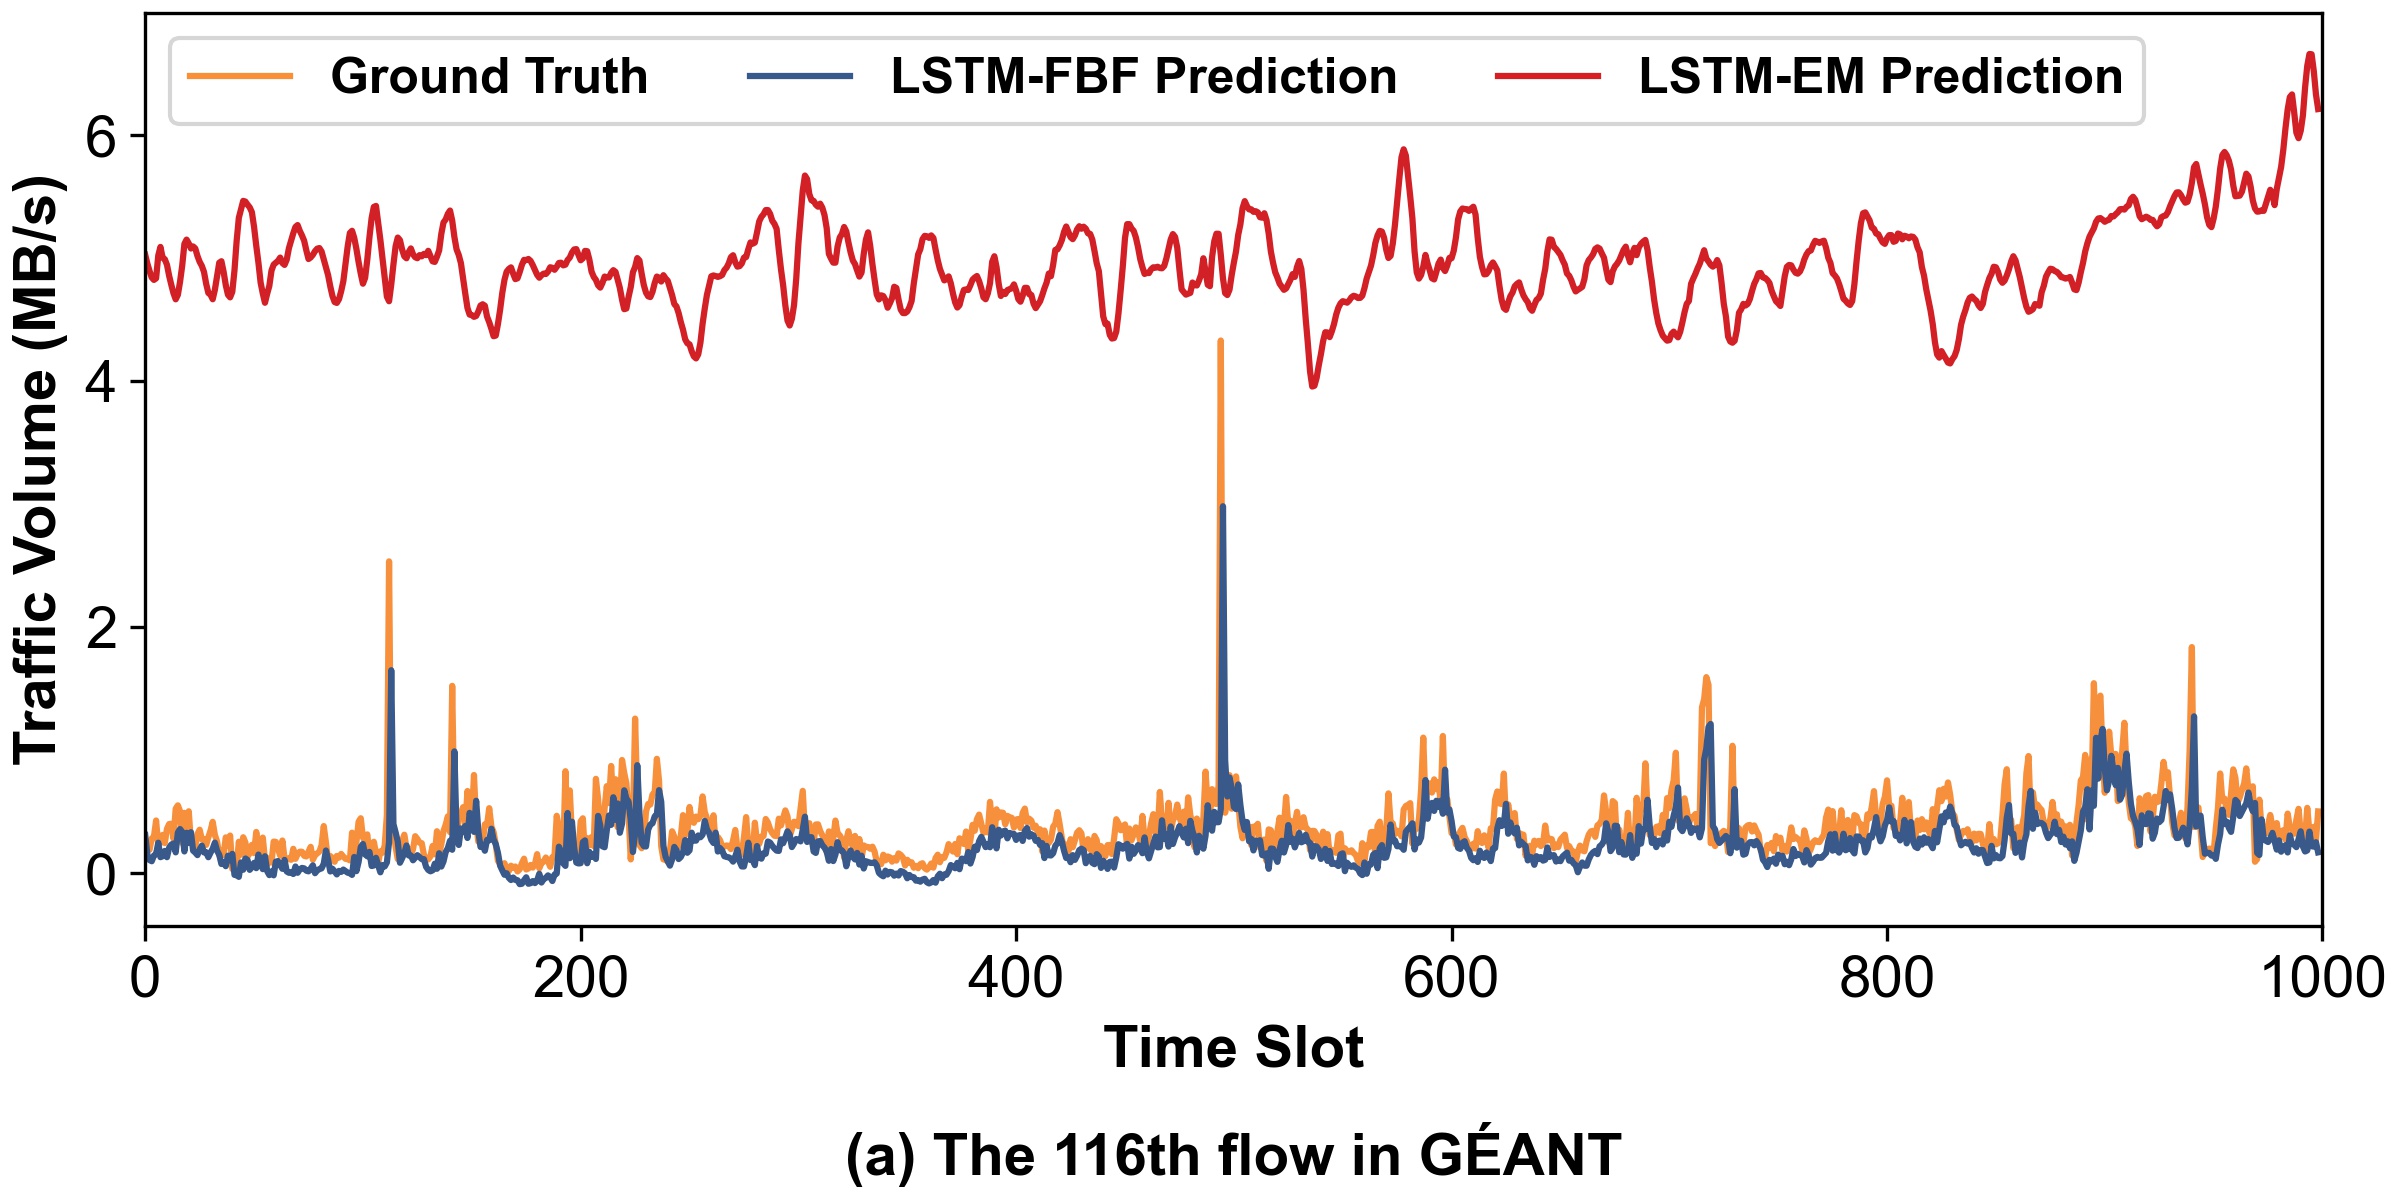 Ground Truth LSTM-FBF Prediction LSTM-EM Prediction
Traffic Volume (MB/s)
6
4
2
0
0 200 400 600 800 1000
Time Slot
(a) The 116th flow in GÉANT